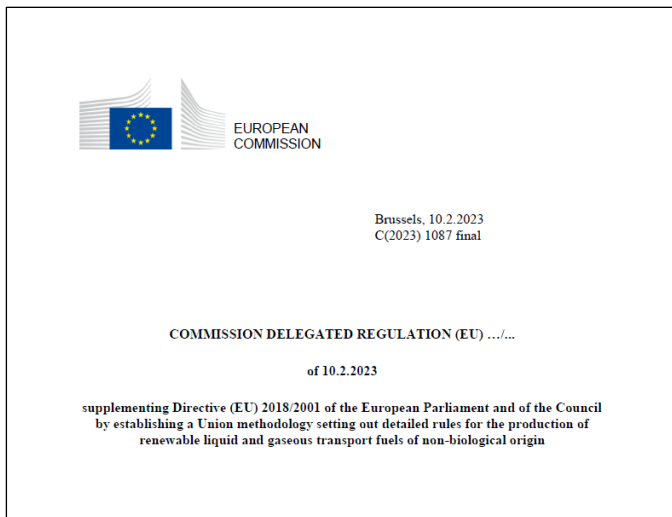 EUROPEAN
COMMISSION
Brussels, 10.2.2023
C(2023) 1087 final
COMMISSION DELEGATED REGULATION (EU) …/...
of 10.2.2023
supplementing Directive (EU) 2018/2001 of the European Parliament and of the Council
by establishing a Union methodology setting out detailed rules for the production of
renewable liquid and gaseous transport fuels of non-biological origin